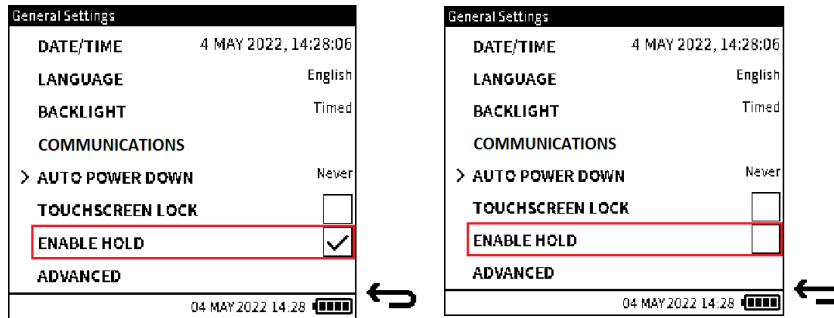 General Settings
DATE/TIME 4 MAY 2022, 14:28:06
LANGUAGE English
BACKLIGHT Timed
COMMUNICATIONS
> AUTO POWER DOWN Never
TOUCHSCREEN LOCK
ENABLE HOLD
ADVANCED
04 MAY 2022 14:28
General Settings
DATE/TIME 4 MAY 2022, 14:28:06
LANGUAGE English
BACKLIGHT Timed
COMMUNICATIONS
> AUTO POWER DOWN Never
TOUCHSCREEN LOCK
ENABLE HOLD
ADVANCED
04 MAY 2022 14:28